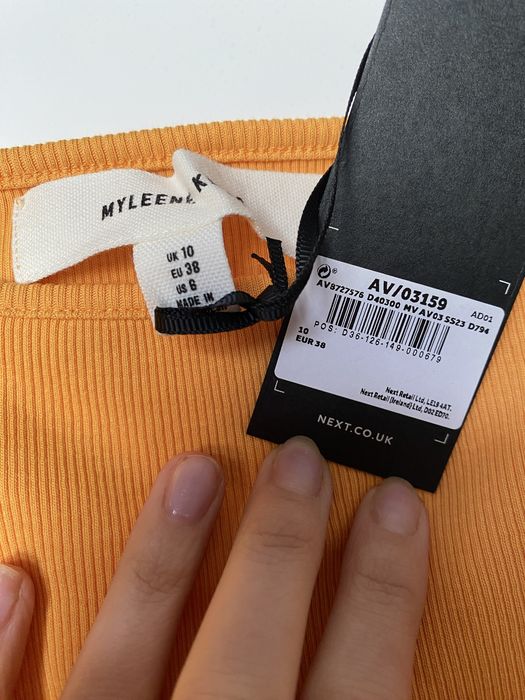 MYLEENE K
UK 10
EU 38
US 6
MADE IN
AV/03159
AD01
AV8727S76 D40300 MV AV03 SS23 D794
10
EUR 38
POS: D36-126-149-000679
Next Retail Ltd, LE19 4AT.
Next Retail (Ireland) Ltd, D02 ED70.
NEXT.CO.UK